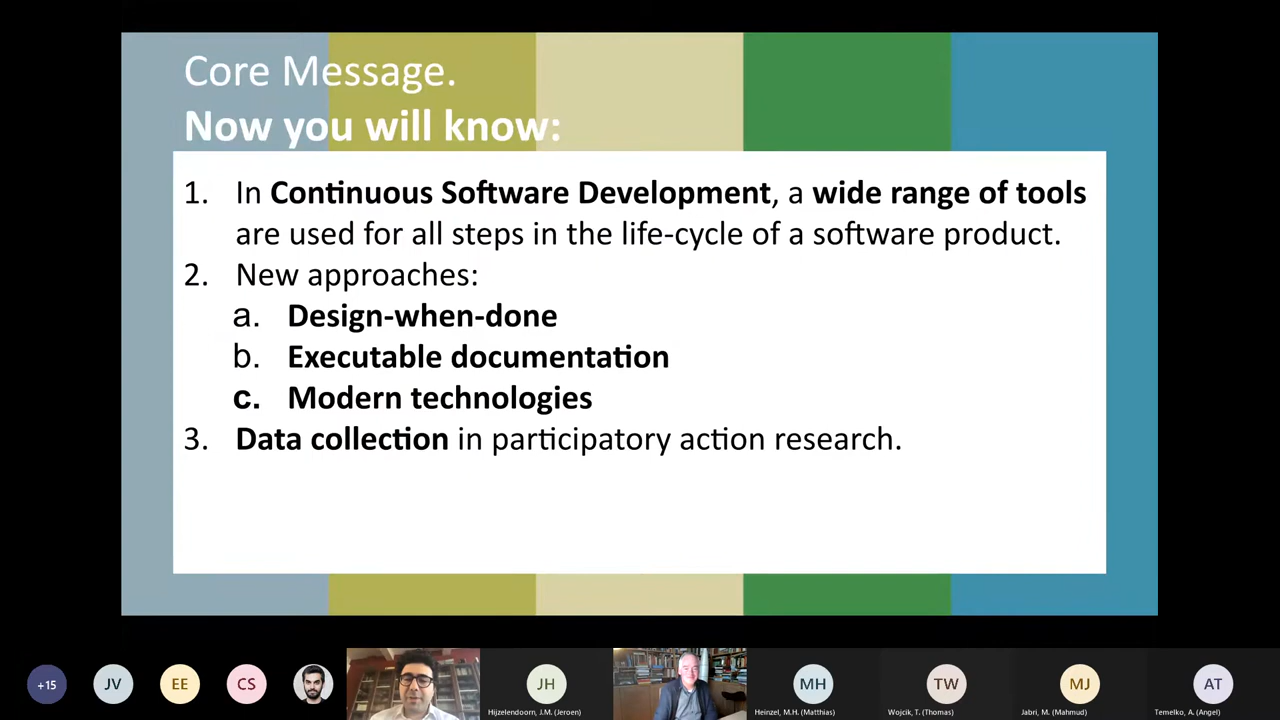 Core Message.
Now you will know:
1. In Continuous Software Development, a wide range of tools
are used for all steps in the life-cycle of a software product.
2. New approaches:
a. Design-when-done
b. Executable documentation
c. Modern technologies
3. Data collection in participatory action research.
+15 JV EE CS JH MH TW MJ AT
Hijzelendoorn, J.M. (Jeroen) Heinzel, M.H. (Matthias) Wojcik, T. (Thomas) Jabri, M. (Mahmud) Temelko, A. (Angel)